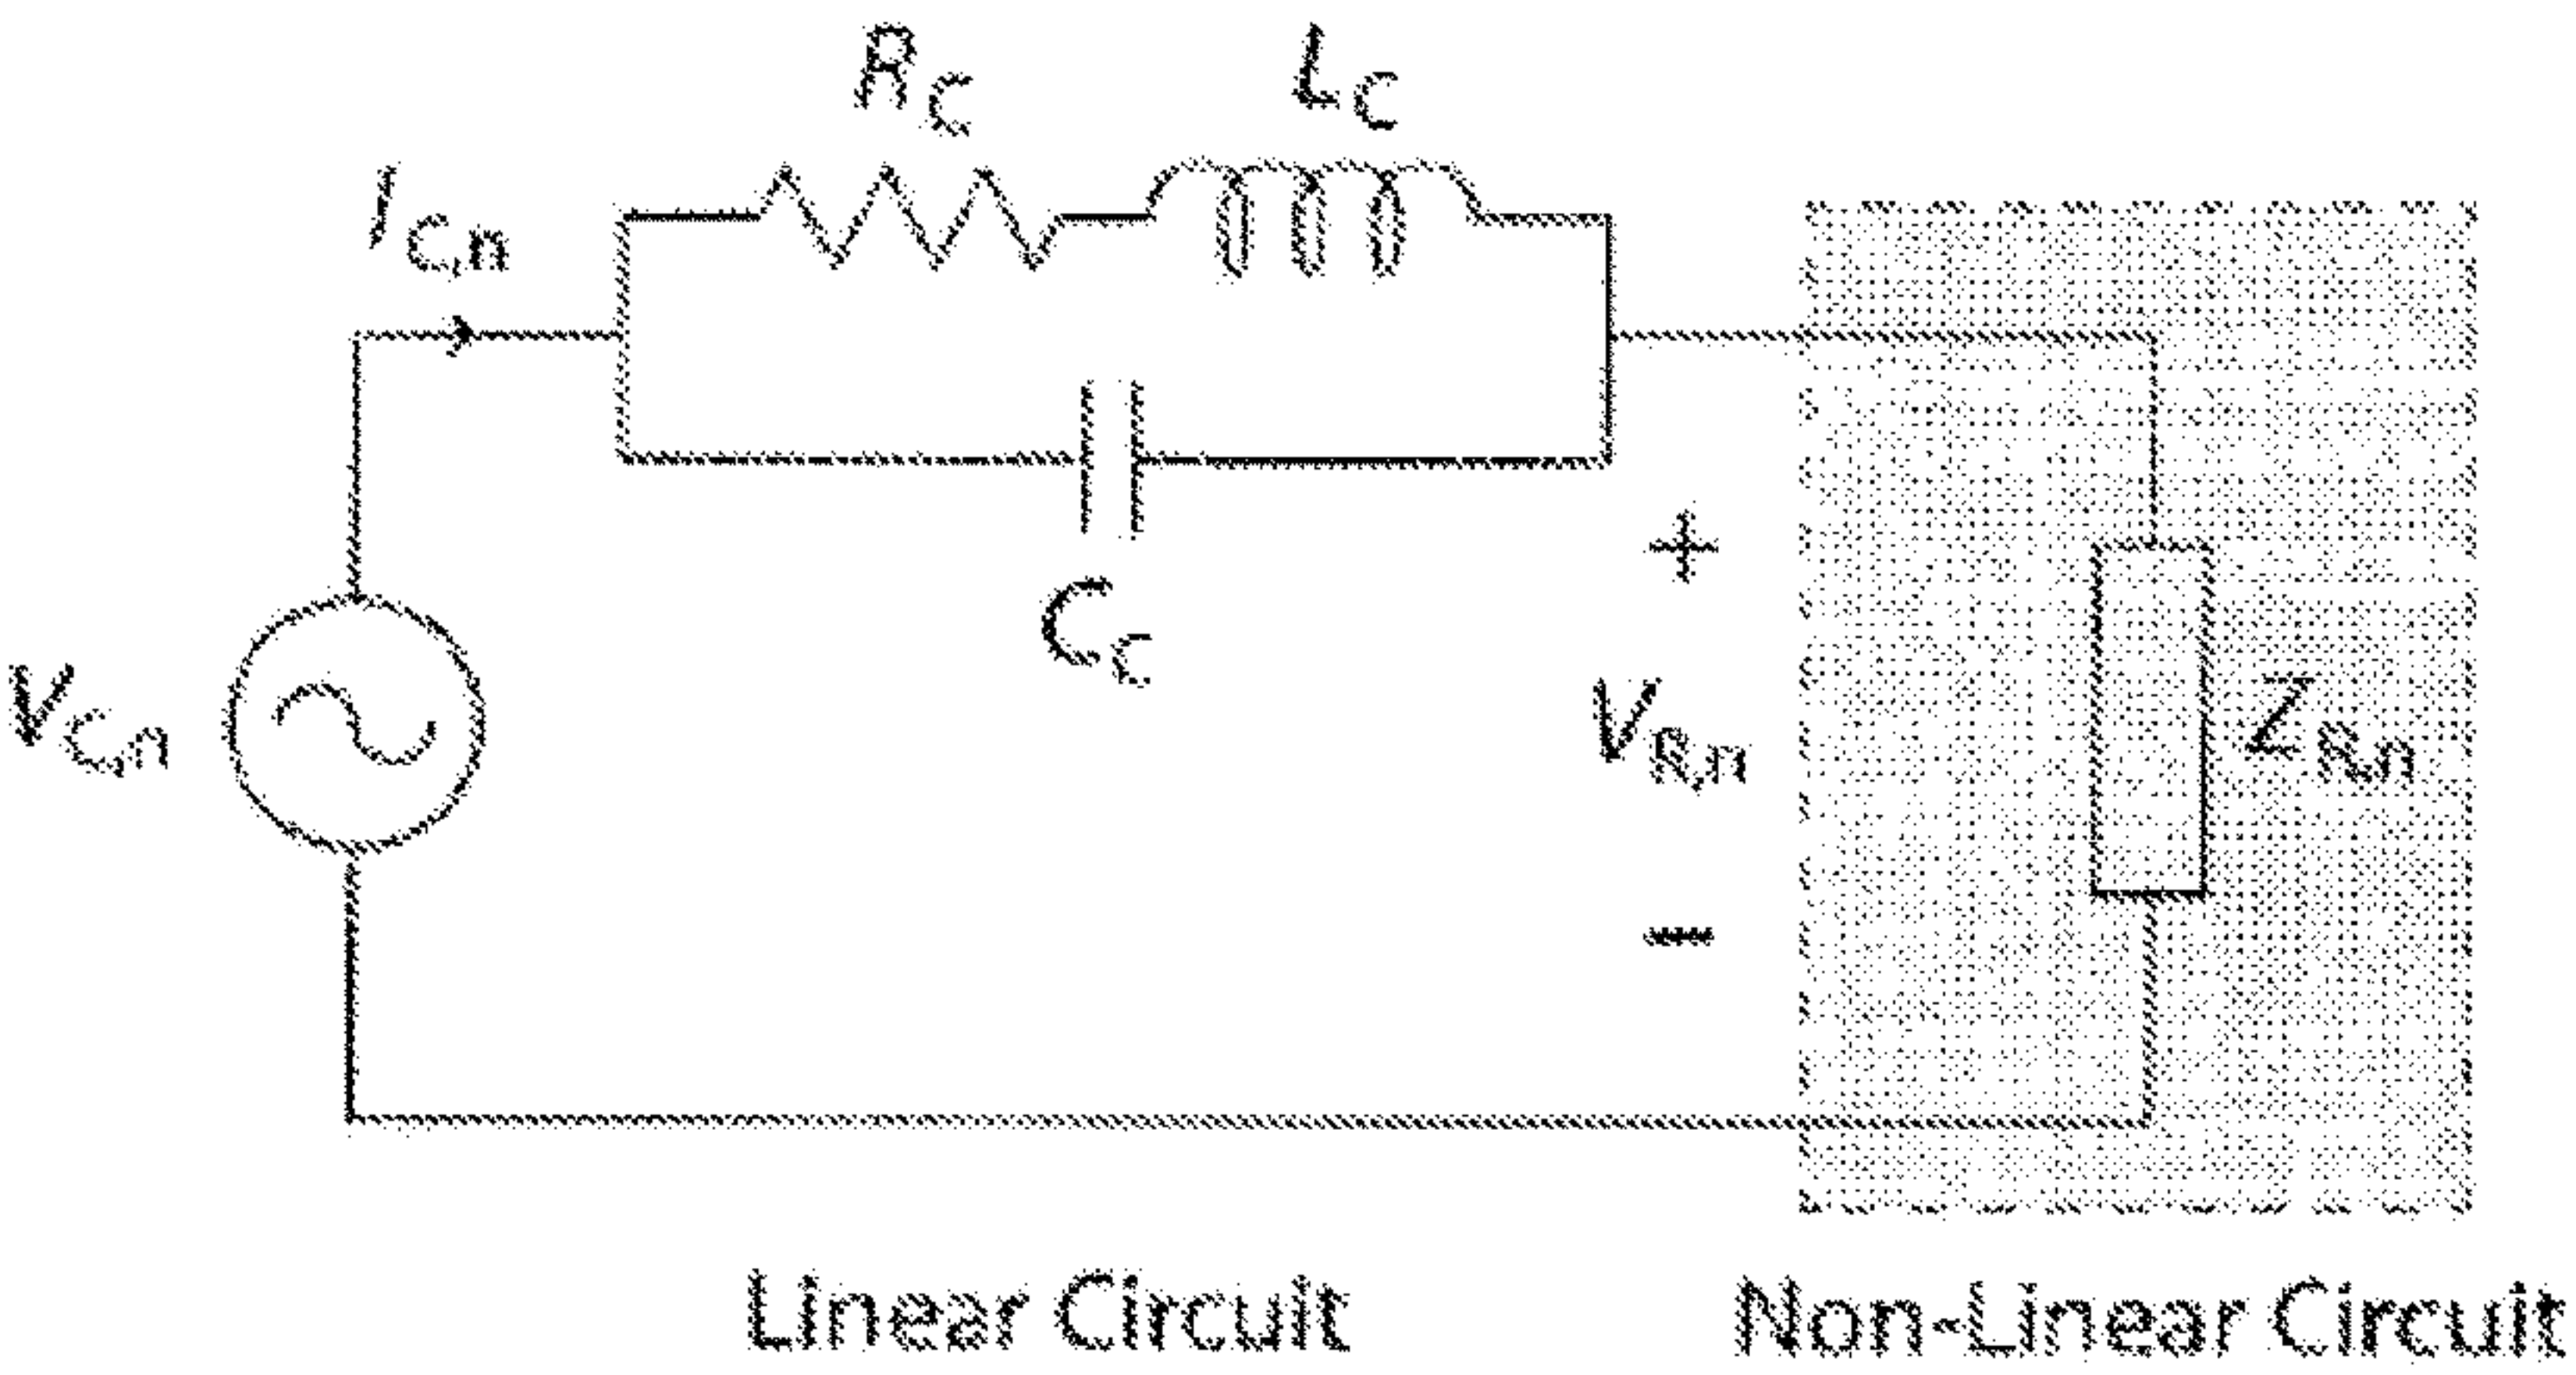 R_C
L_C
I_C,n
C_C
V_C,n
+
V_R,n
−
Z_R,n
Linear Circuit
Non-Linear Circuit